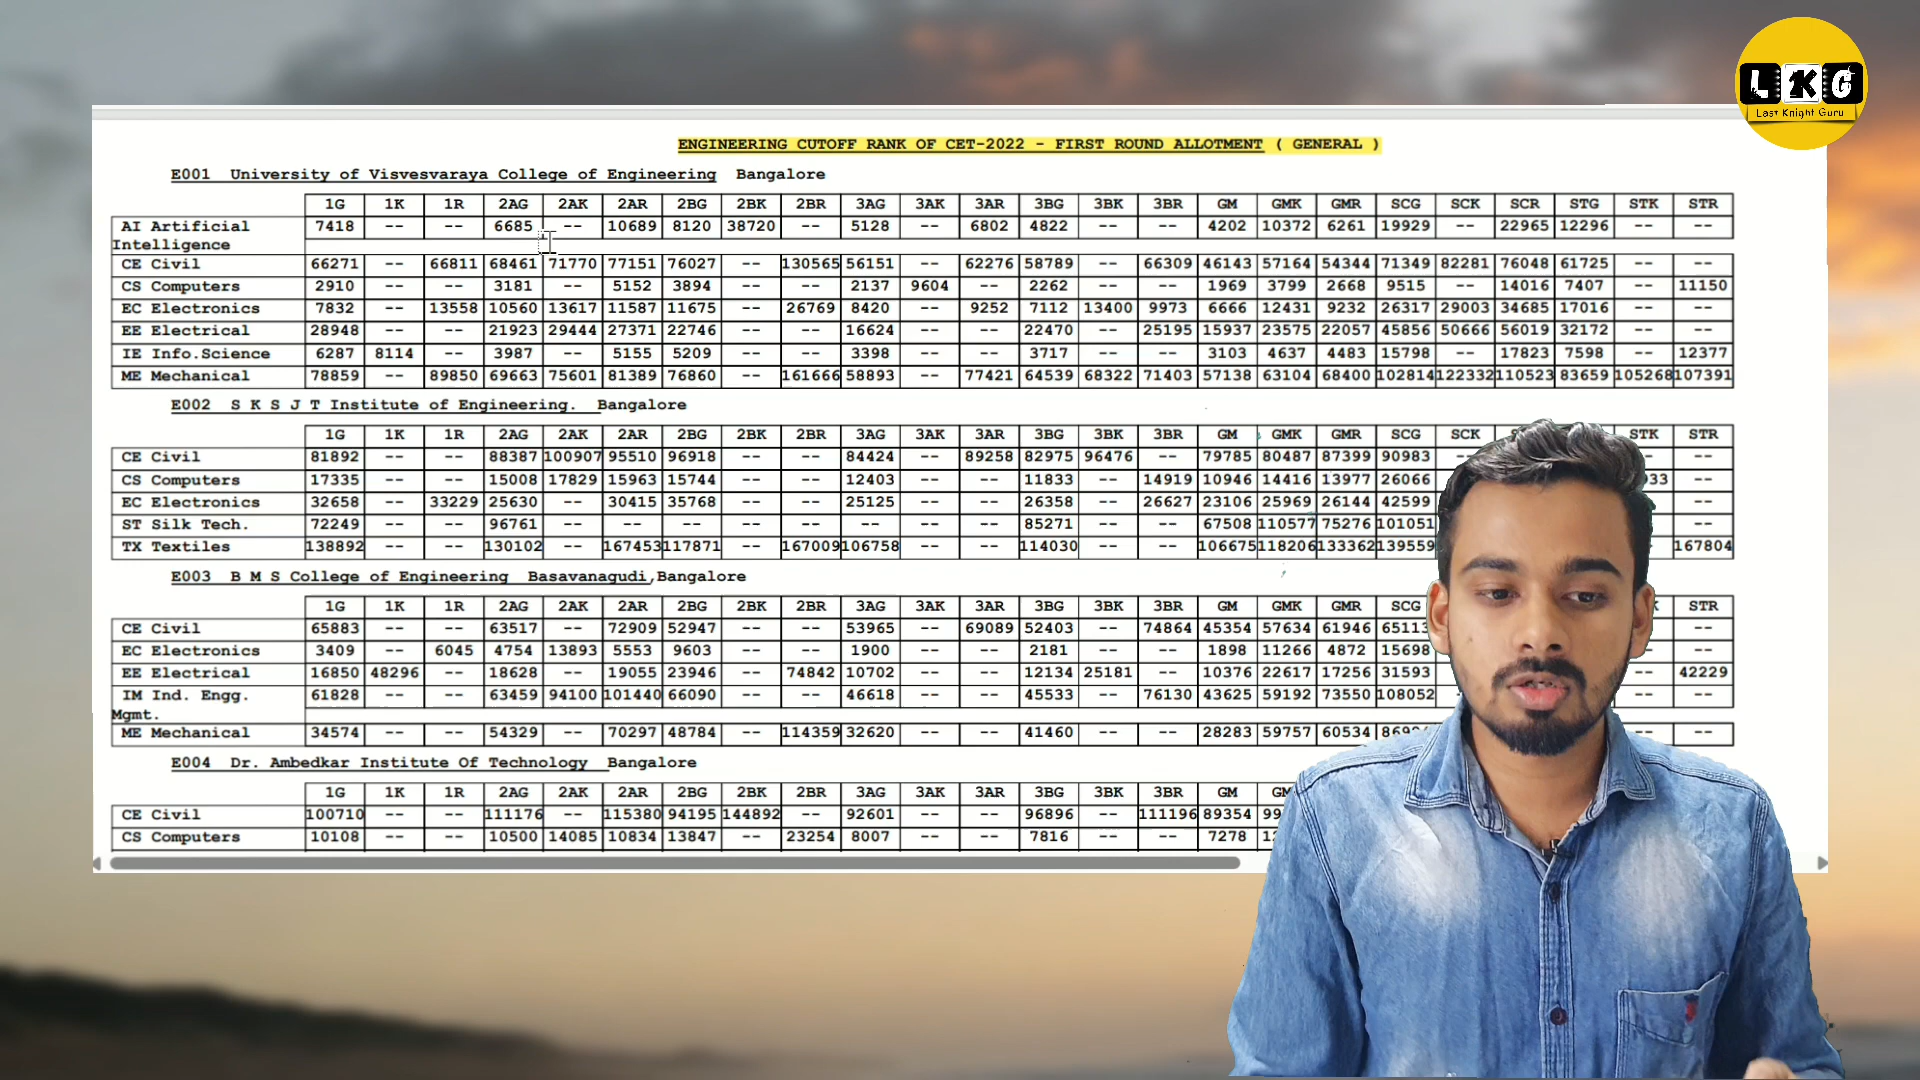 LKG
Last Knight Guru
ENGINEERING CUTOFF RANK OF CET-2022 - FIRST ROUND ALLOTMENT ( GENERAL )
E001 University of Visvesvaraya College of Engineering Bangalore
1G 1K 1R 2AG 2AK 2AR 2BG 2BK 2BR 3AG 3AK 3AR 3BG 3BK 3BR GM GMK GMR SCG SCK SCR STG STK STR
AI Artificial 7418 -- -- 6685 -- 10689 8120 38720 -- 5128 -- 6802 4822 -- -- 4202 10372 6261 19929 -- 22965 12296 -- --
Intelligence
CE Civil 66271 -- 66811 68461 71770 77151 76027 -- 130565 56151 -- 62276 58789 -- 66309 46143 57164 54344 71349 82281 76048 61725 -- --
CS Computers 2910 -- -- 3181 -- 5152 3894 -- -- 2137 9604 -- 2262 -- -- 1969 3799 2668 9515 -- 14016 7407 -- 11150
EC Electronics 7832 -- 13558 10560 13617 11587 11675 -- 26769 8420 -- 9252 7112 13400 9973 6666 12431 9232 26317 29003 34685 17016 -- --
EE Electrical 28948 -- -- 21923 29444 27371 22746 -- -- 16624 -- -- 22470 -- 25195 15937 23575 22057 45856 50666 56019 32172 -- --
IE Info.Science 6287 8114 -- 3987 -- 5155 5209 -- -- 3398 -- -- 3717 -- -- 3103 4637 4483 15798 -- 17823 7598 -- 12377
ME Mechanical 78859 -- 89850 69663 75601 81389 76860 -- 161666 58893 -- 77421 64539 68322 71403 57138 63104 68400 102814 122332 110523 83659 105268 107391
E002 S K S J T Institute of Engineering. Bangalore
1G 1K 1R 2AG 2AK 2AR 2BG 2BK 2BR 3AG 3AK 3AR 3BG 3BK 3BR GM GMK GMR SCG SCK STK STR
CE Civil 81892 -- -- 88387 100907 95510 96918 -- -- 84424 -- 89258 82975 96476 -- 79785 80487 87399 90983 -- --
CS Computers 17335 -- -- 15008 17829 15963 15744 -- -- 12403 -- -- 11833 -- 14919 10946 14416 13977 26066 --
EC Electronics 32658 -- 33229 25630 -- 30415 35768 -- -- 25125 -- -- 26358 -- 26627 23106 25969 26144 42599 --
ST Silk Tech. 72249 -- -- 96761 -- -- -- -- -- -- -- -- 85271 -- -- 67508 110577 75276 101051 --
TX Textiles 138892 -- -- 130102 -- 167453 117871 -- 167009 106758 -- -- 114030 -- -- 106675 118206 133362 139559 167804
E003 B M S College of Engineering Basavanagudi,Bangalore
1G 1K 1R 2AG 2AK 2AR 2BG 2BK 2BR 3AG 3AK 3AR 3BG 3BK 3BR GM GMK GMR SCG STR
CE Civil 65883 -- -- 63517 -- 72909 52947 -- -- 53965 -- 69089 52403 -- 74864 45354 57634 61946 65113 --
EC Electronics 3409 -- 6045 4754 13893 5553 9603 -- -- 1900 -- -- 2181 -- -- 1898 11266 4872 15698 --
EE Electrical 16850 48296 -- 18628 -- 19055 23946 -- 74842 10702 -- -- 12134 25181 -- 10376 22617 17256 31593 -- 42229
IM Ind. Engg. 61828 -- -- 63459 94100 101440 66090 -- -- 46618 -- -- 45533 -- 76130 43625 59192 73550 108052 -- --
Mgmt.
ME Mechanical 34574 -- -- 54329 -- 70297 48784 -- 114359 32620 -- -- 41460 -- -- 28283 59757 60534 -- --
E004 Dr. Ambedkar Institute Of Technology Bangalore
1G 1K 1R 2AG 2AK 2AR 2BG 2BK 2BR 3AG 3AK 3AR 3BG 3BK 3BR GM
CE Civil 100710 -- -- 111176 -- 115380 94195 144892 -- 92601 -- -- 96896 -- 111196 89354
CS Computers 10108 -- -- 10500 14085 10834 13847 -- 23254 8007 -- -- 7816 -- -- 7278